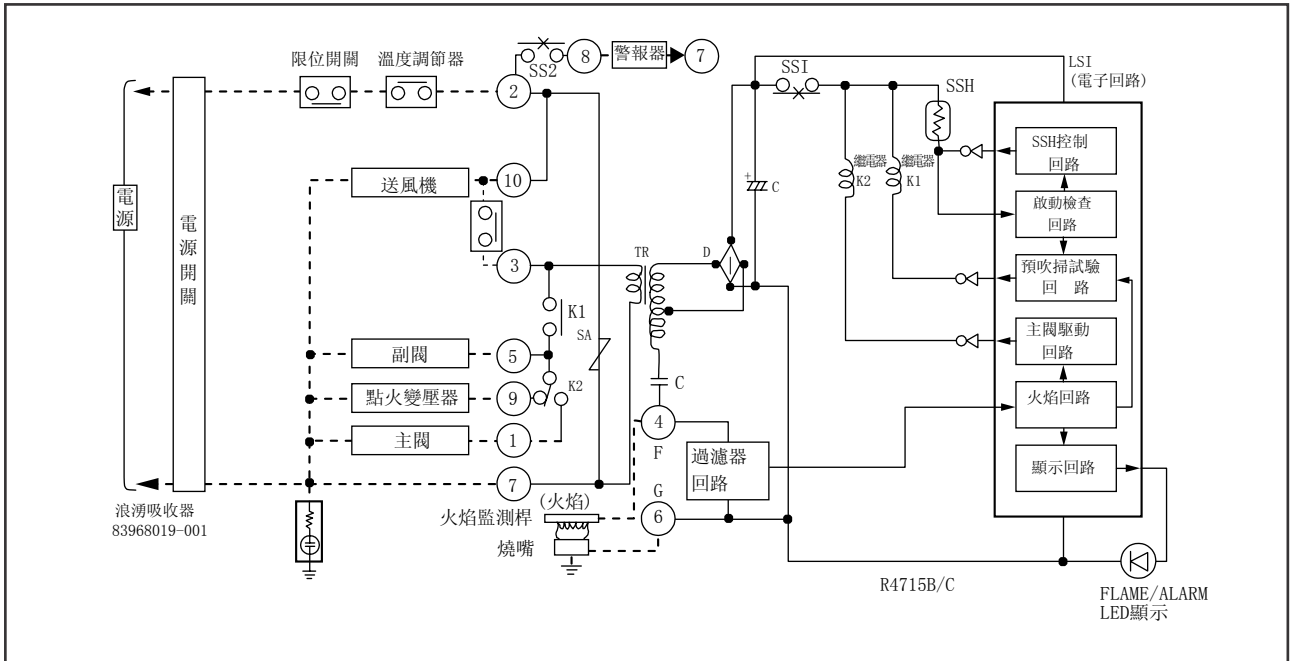 限位開關
溫度調節器
SS2
8
警報器
7
SSI
LSI
(電子回路)
2
SSH
電源
電源開關
送風機
10
3
TR
D
+
C
繼電器
K2
繼電器
K1
SSH控制
回路
啟動檢查
回路
預吹掃試驗
回 路
主閥驅動
回路
火焰回路
顯示回路
K1
SA
副閥
5
點火變壓器
9
K2
主閥
1
C
4
F
過濾器
回路
7
浪湧吸收器
83968019-001
(火焰)
火焰監測桿
燒嘴
G
6
R4715B/C
FLAME/ALARM
LED顯示